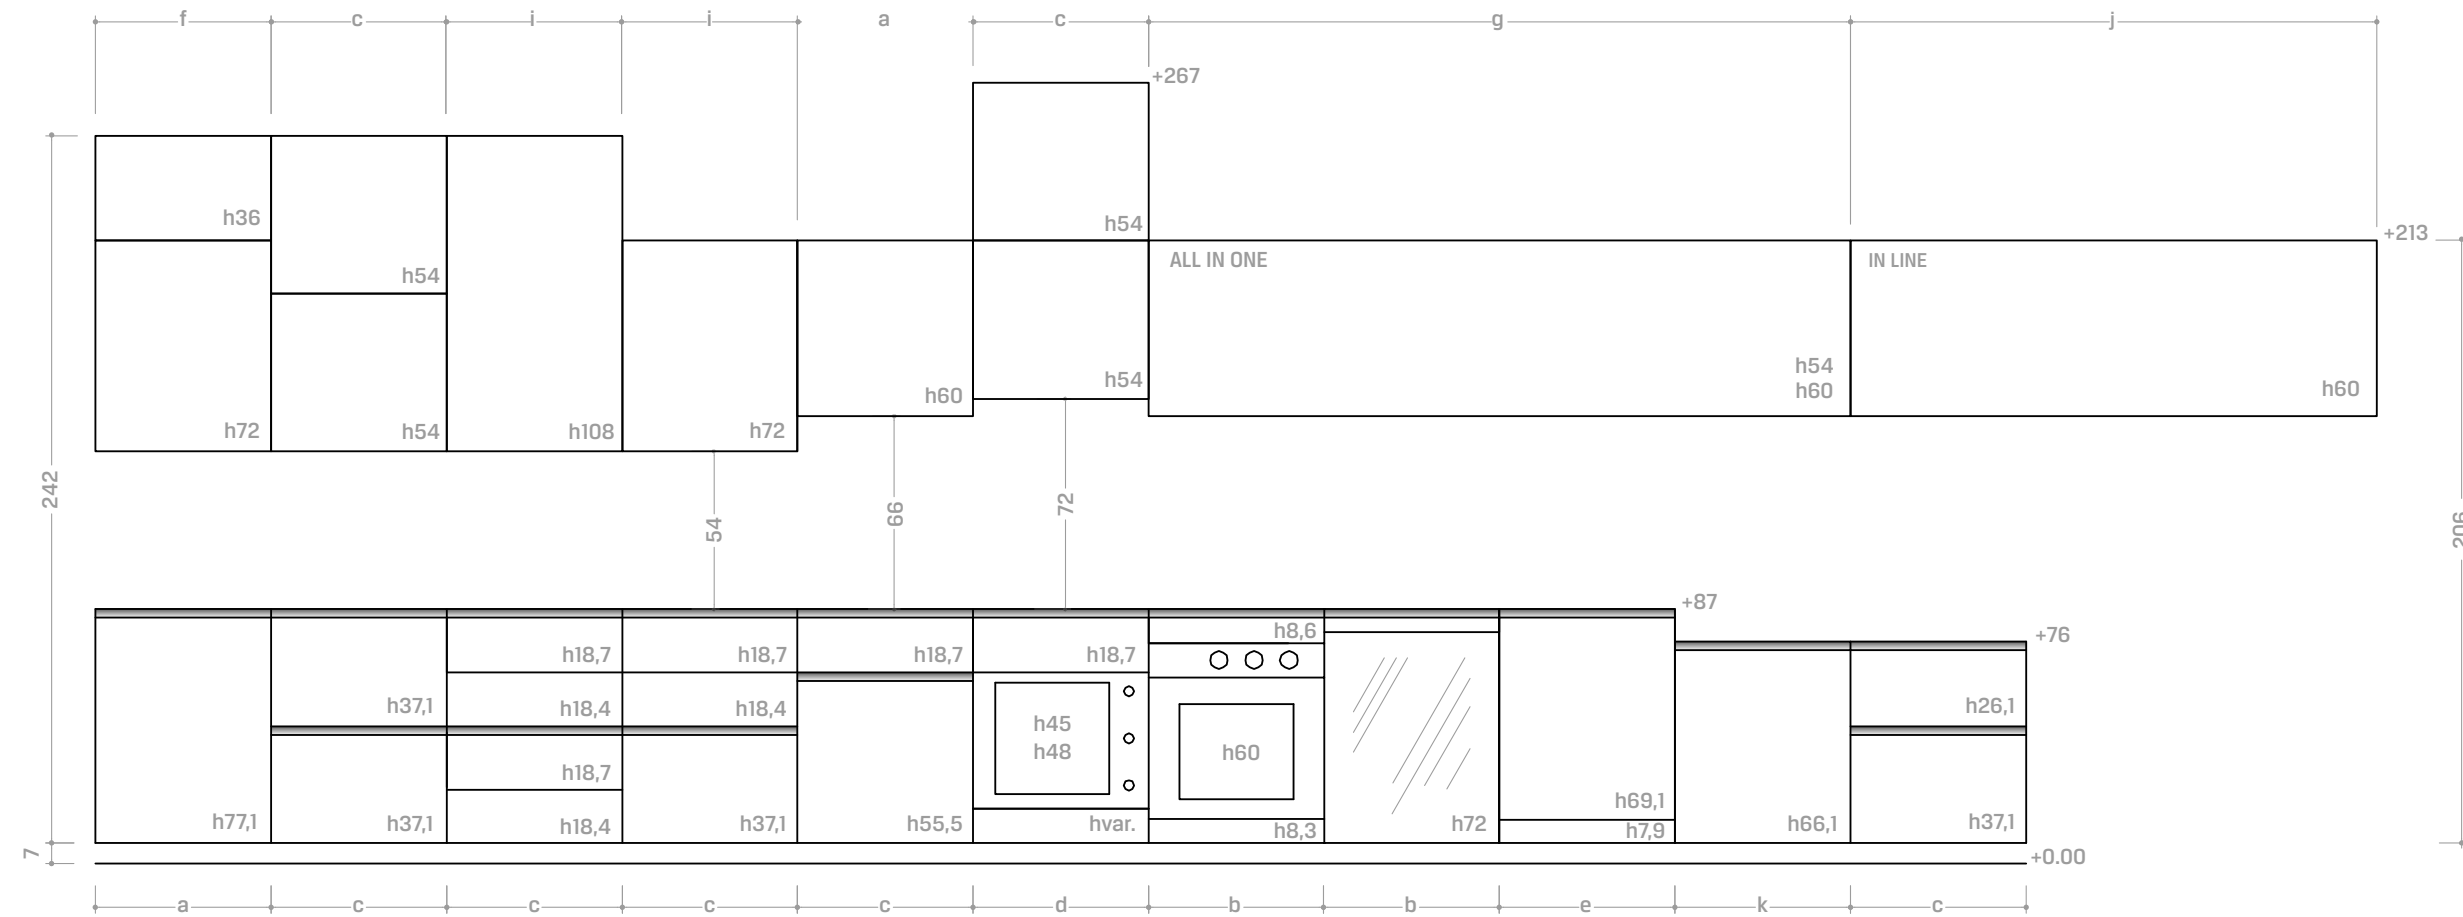 f c i i a c g j
+267
h36
h54
+213
h54
ALL IN ONE
IN LINE
h54
h54
h60
h60
h60
h72
h54
h108
h72
242
54
66
72
206
+87
+76
h8,6
h18,7
h18,7
h18,7
h18,7
h37,1
h18,4
h18,4
h26,1
h45
h48
h60
h18,7
h69,1
h77,1
h37,1
h18,4
h37,1
h55,5
hvar.
h8,3
h72
h7,9
h66,1
h37,1
7
+0.00
a c c c c d b b e k c